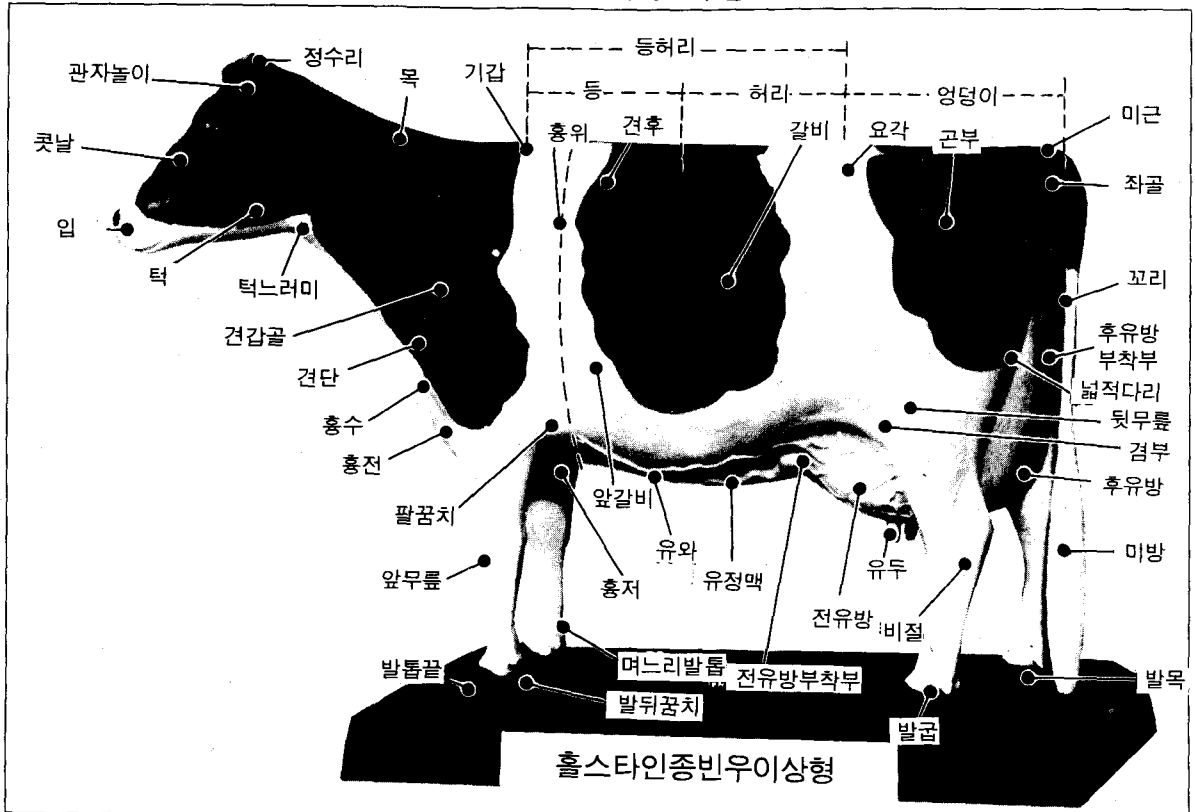 등허리
정수리
관자놀이
목
기갑
등
허리
엉덩이
미근
견후
흉위
갈비
요각
곤부
콧날
좌골
입
턱
턱느러미
꼬리
견갑골
후유방
부착부
견단
넓적다리
흉수
뒷무릎
흉전
겸부
앞갈비
후유방
팔꿈치
유와
유두
미방
앞무릎
흉저
유정맥
전유방
비절
며느리발톱
발톱끝
전유방부착부
발목
발뒤꿈치
발굽
홀스타인종빈우이상형